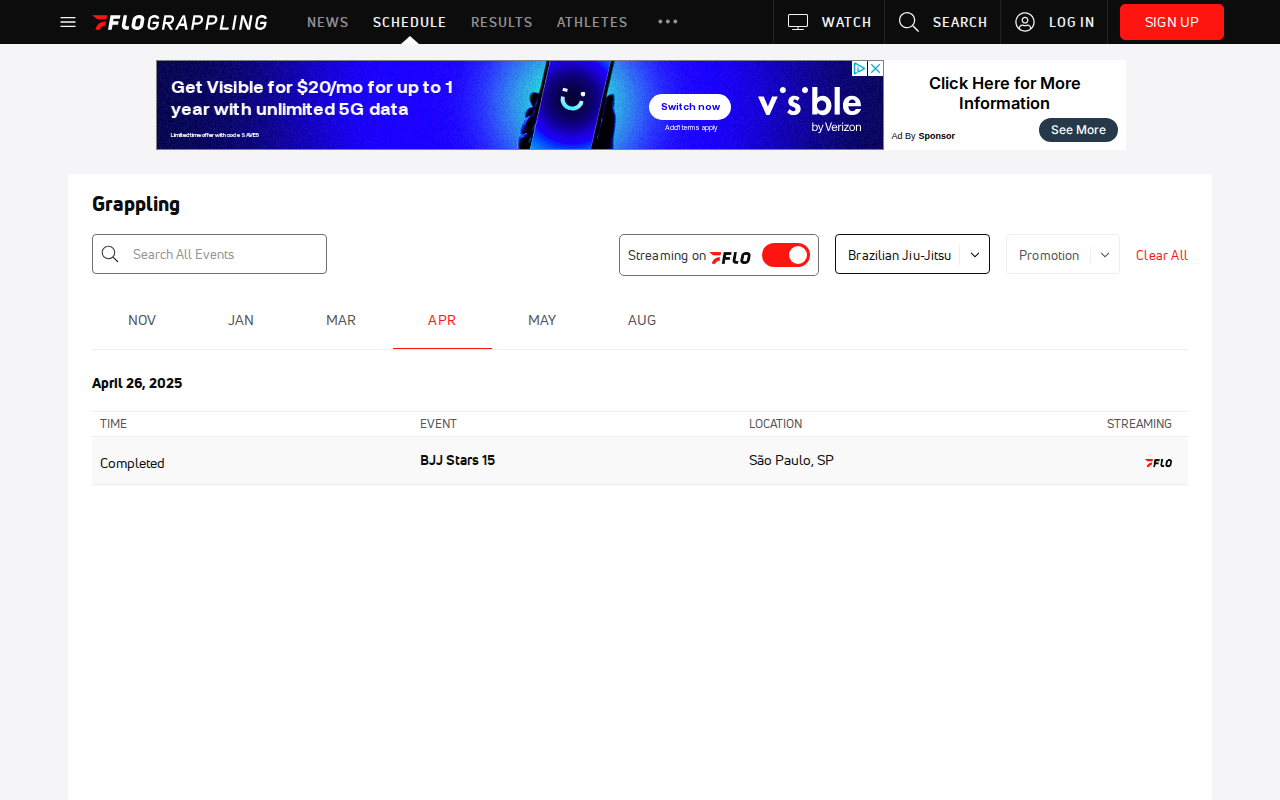 FLOGRAPPLING
NEWS
SCHEDULE
RESULTS
ATHLETES
WATCH
SEARCH
LOG IN
SIGN UP
Get Visible for $20/mo for up to 1
year with unlimited 5G data
Limited time offer with code SAVE5
Switch now
Add'l terms apply
visible
by Verizon
Click Here for More
Information
Ad By Sponsor
See More
Grappling
Search All Events
Streaming on FLO
Brazilian Jiu-Jitsu
Promotion
Clear All
NOV
JAN
MAR
APR
MAY
AUG
April 26, 2025
TIME
EVENT
LOCATION
STREAMING
Completed
BJJ Stars 15
São Paulo, SP
FLO